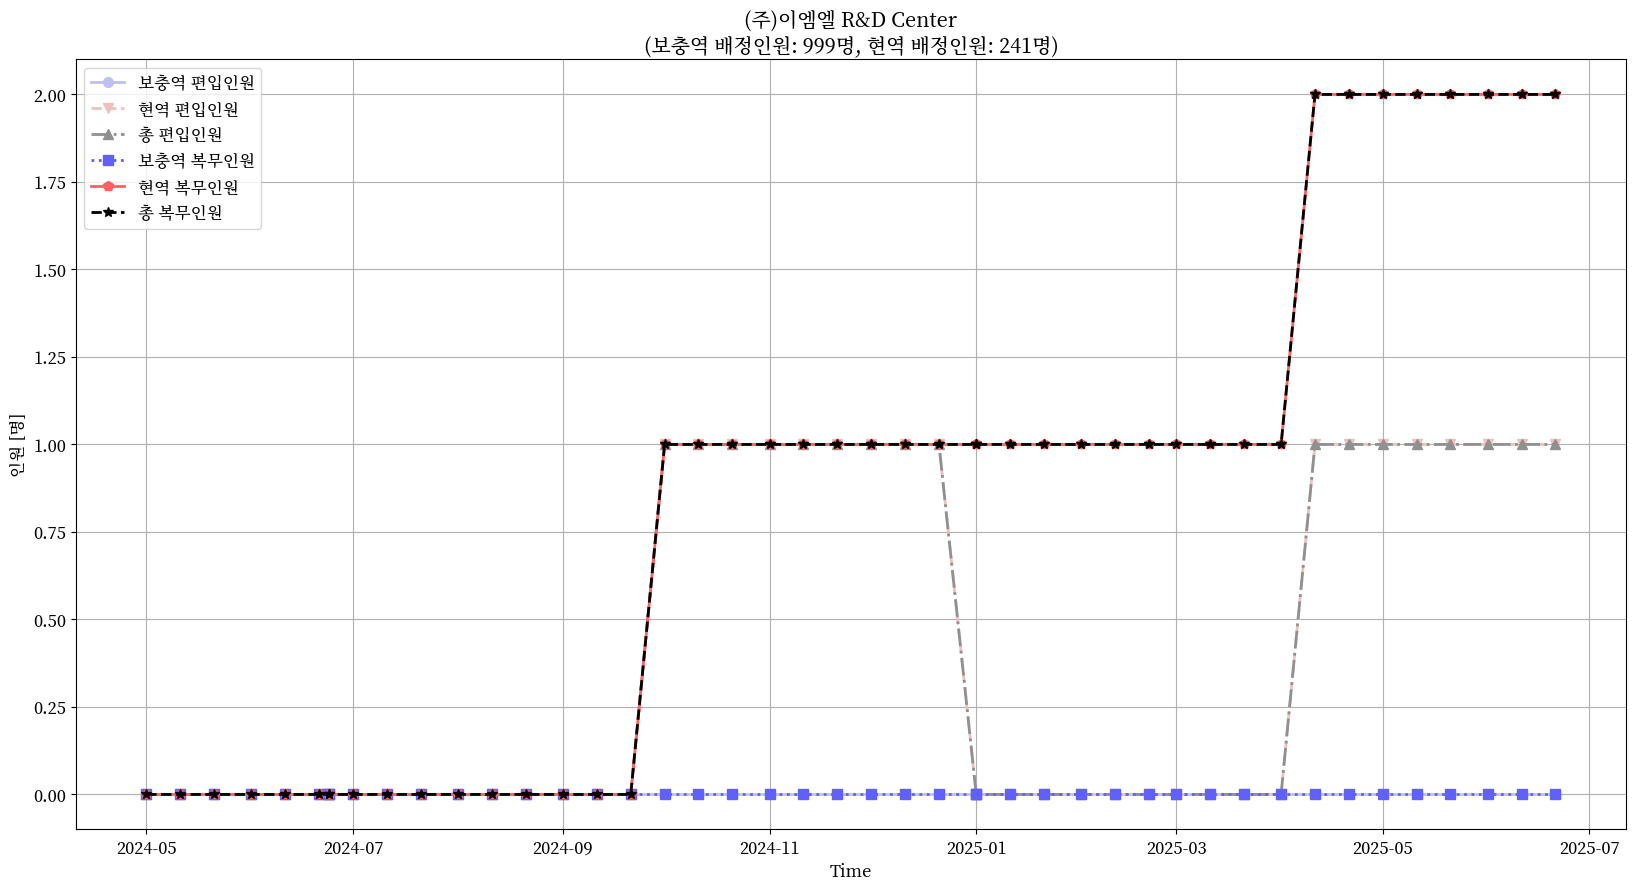 (주)이엠엘 R&D Center
(보충역 배정인원: 999명, 현역 배정인원: 241명)
보충역 편입인원
현역 편입인원
총 편입인원
보충역 복무인원
현역 복무인원
총 복무인원
인원 [명]
2.00
1.75
1.50
1.25
1.00
0.75
0.50
0.25
0.00
2024-05
2024-07
2024-09
2024-11
2025-01
2025-03
2025-05
2025-07
Time